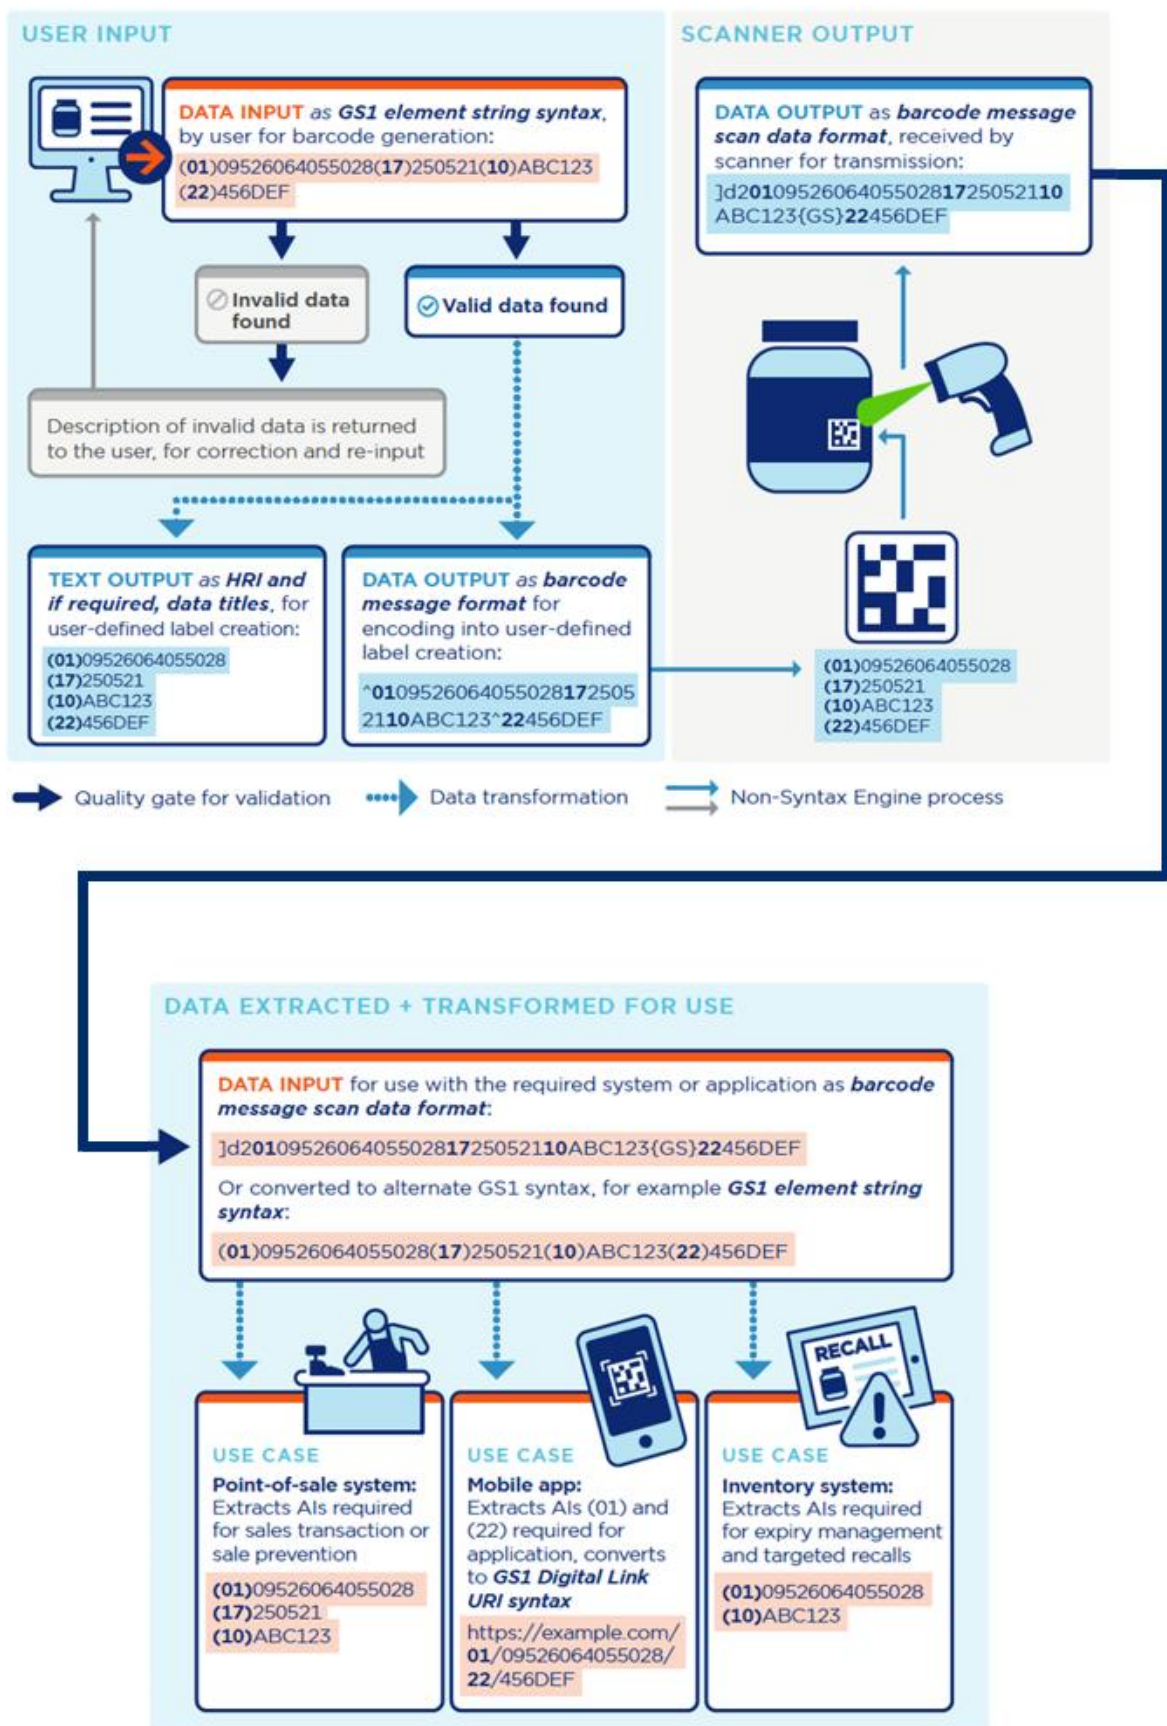 USER INPUT
DATA INPUT as GS1 element string syntax,
by user for barcode generation:
(01)09526064055028(17)250521(10)ABC123
(22)456DEF
Invalid data
found
Valid data found
Description of invalid data is returned
to the user, for correction and re-input
TEXT OUTPUT as HRI and
if required, data titles, for
user-defined label creation:
(01)09526064055028
(17)250521
(10)ABC123
(22)456DEF
DATA OUTPUT as barcode
message format for
encoding into user-defined
label creation:
^0109526064055028172505
2110ABC123^22456DEF
SCANNER OUTPUT
DATA OUTPUT as barcode message
scan data format, received by
scanner for transmission:
]d201095260640550281725052110
ABC123{GS}22456DEF
(01)09526064055028
(17)250521
(10)ABC123
(22)456DEF
Quality gate for validation
Data transformation
Non-Syntax Engine process
DATA EXTRACTED + TRANSFORMED FOR USE
DATA INPUT for use with the required system or application as barcode
message scan data format:
]d201095260640550281725052110ABC123{GS}22456DEF
Or converted to alternate GS1 syntax, for example GS1 element string
syntax:
(01)09526064055028(17)250521(10)ABC123(22)456DEF
USE CASE
Point-of-sale system:
Extracts AIs required
for sales transaction or
sale prevention
(01)09526064055028
(17)250521
(10)ABC123
USE CASE
Mobile app:
Extracts AIs (01) and
(22) required for
application, converts
to GS1 Digital Link
URI syntax
https://example.com/
01/09526064055028/
22/456DEF
RECALL
USE CASE
Inventory system:
Extracts AIs required
for expiry management
and targeted recalls
(01)09526064055028
(10)ABC123